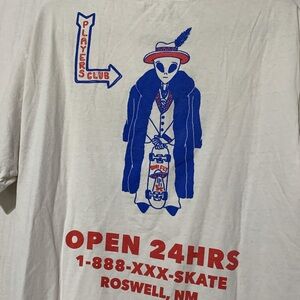 PLAYERS
CLUB
OPEN 24HRS
1-888-XXX-SKATE
ROSWELL, NM